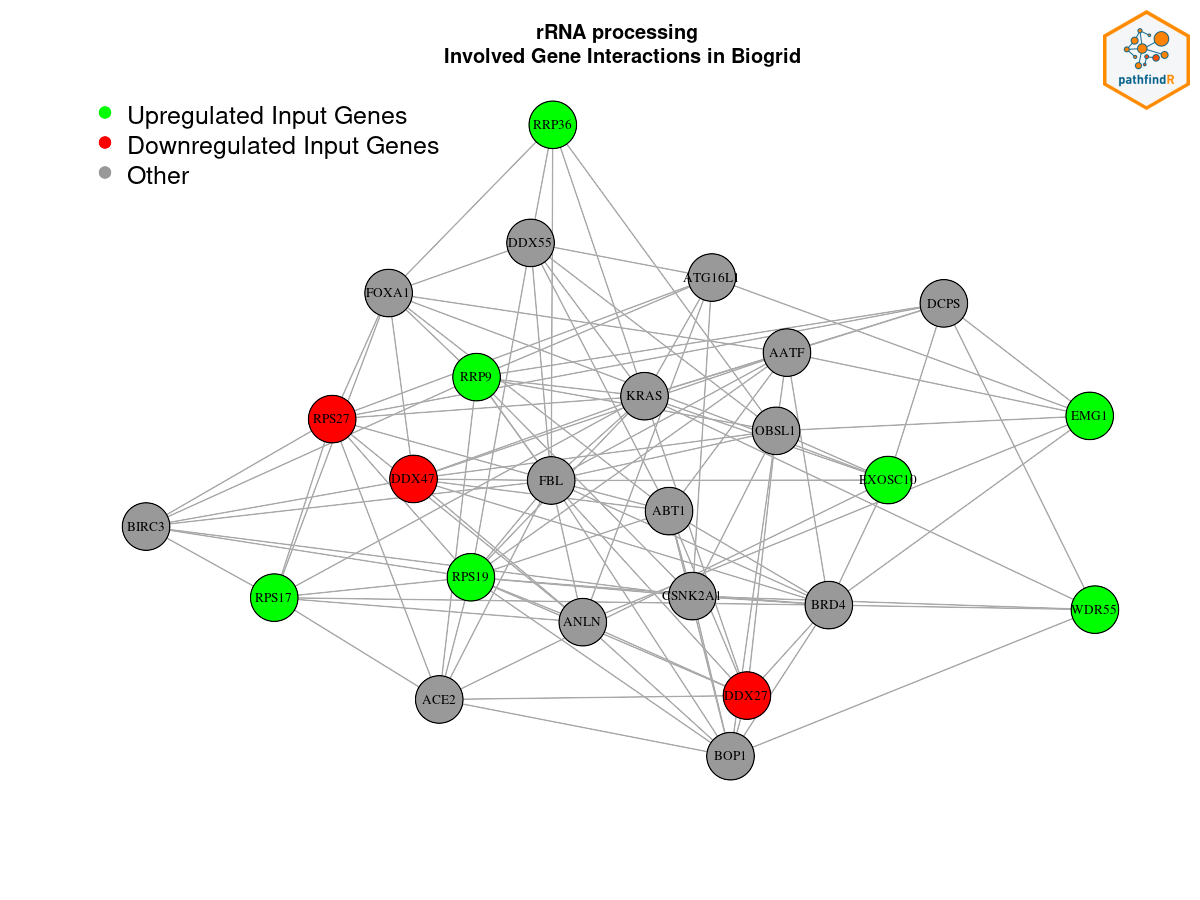 rRNA processing
Involved Gene Interactions in Biogrid
pathfindR
Upregulated Input Genes
Downregulated Input Genes
Other
RRP36
DDX55
ATG16L1
FOXA1
DCPS
AATF
RRP9
KRAS
RPS27
EMG1
OBSL1
DDX47
FBL
EXOSC10
ABT1
BIRC3
RPS19
RPS17
CSNK2A1
BRD4
WDR55
ANLN
DDX27
ACE2
BOP1